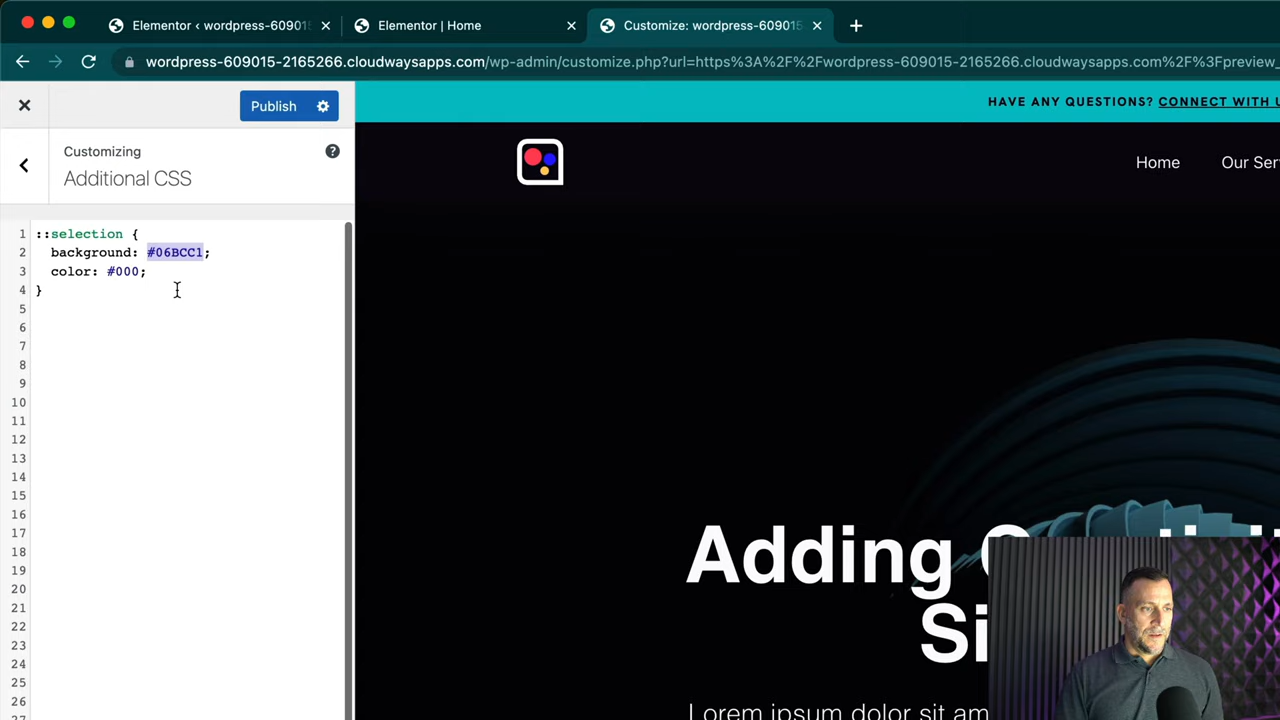 Elementor ‹ wordpress-60901
Elementor | Home
Customize: wordpress-609015
wordpress-609015-2165266.cloudwaysapps.com/wp-admin/customize.php?url=https%3A%2F%2Fwordpress-609015-2165266.cloudwaysapps.com%2F%3Fpreview_
Publish
HAVE ANY QUESTIONS? CONNECT WITH U
Customizing
Additional CSS
Home
Our Ser
1 ::selection {
2 background: #06BCC1;
3 color: #000;
4 }
5
6
7
8
9
10
11
12
13
14
15
16
17
18
19
20
21
22
23
24
25
26
Adding
Si
Lorem ipsum dolor sit am